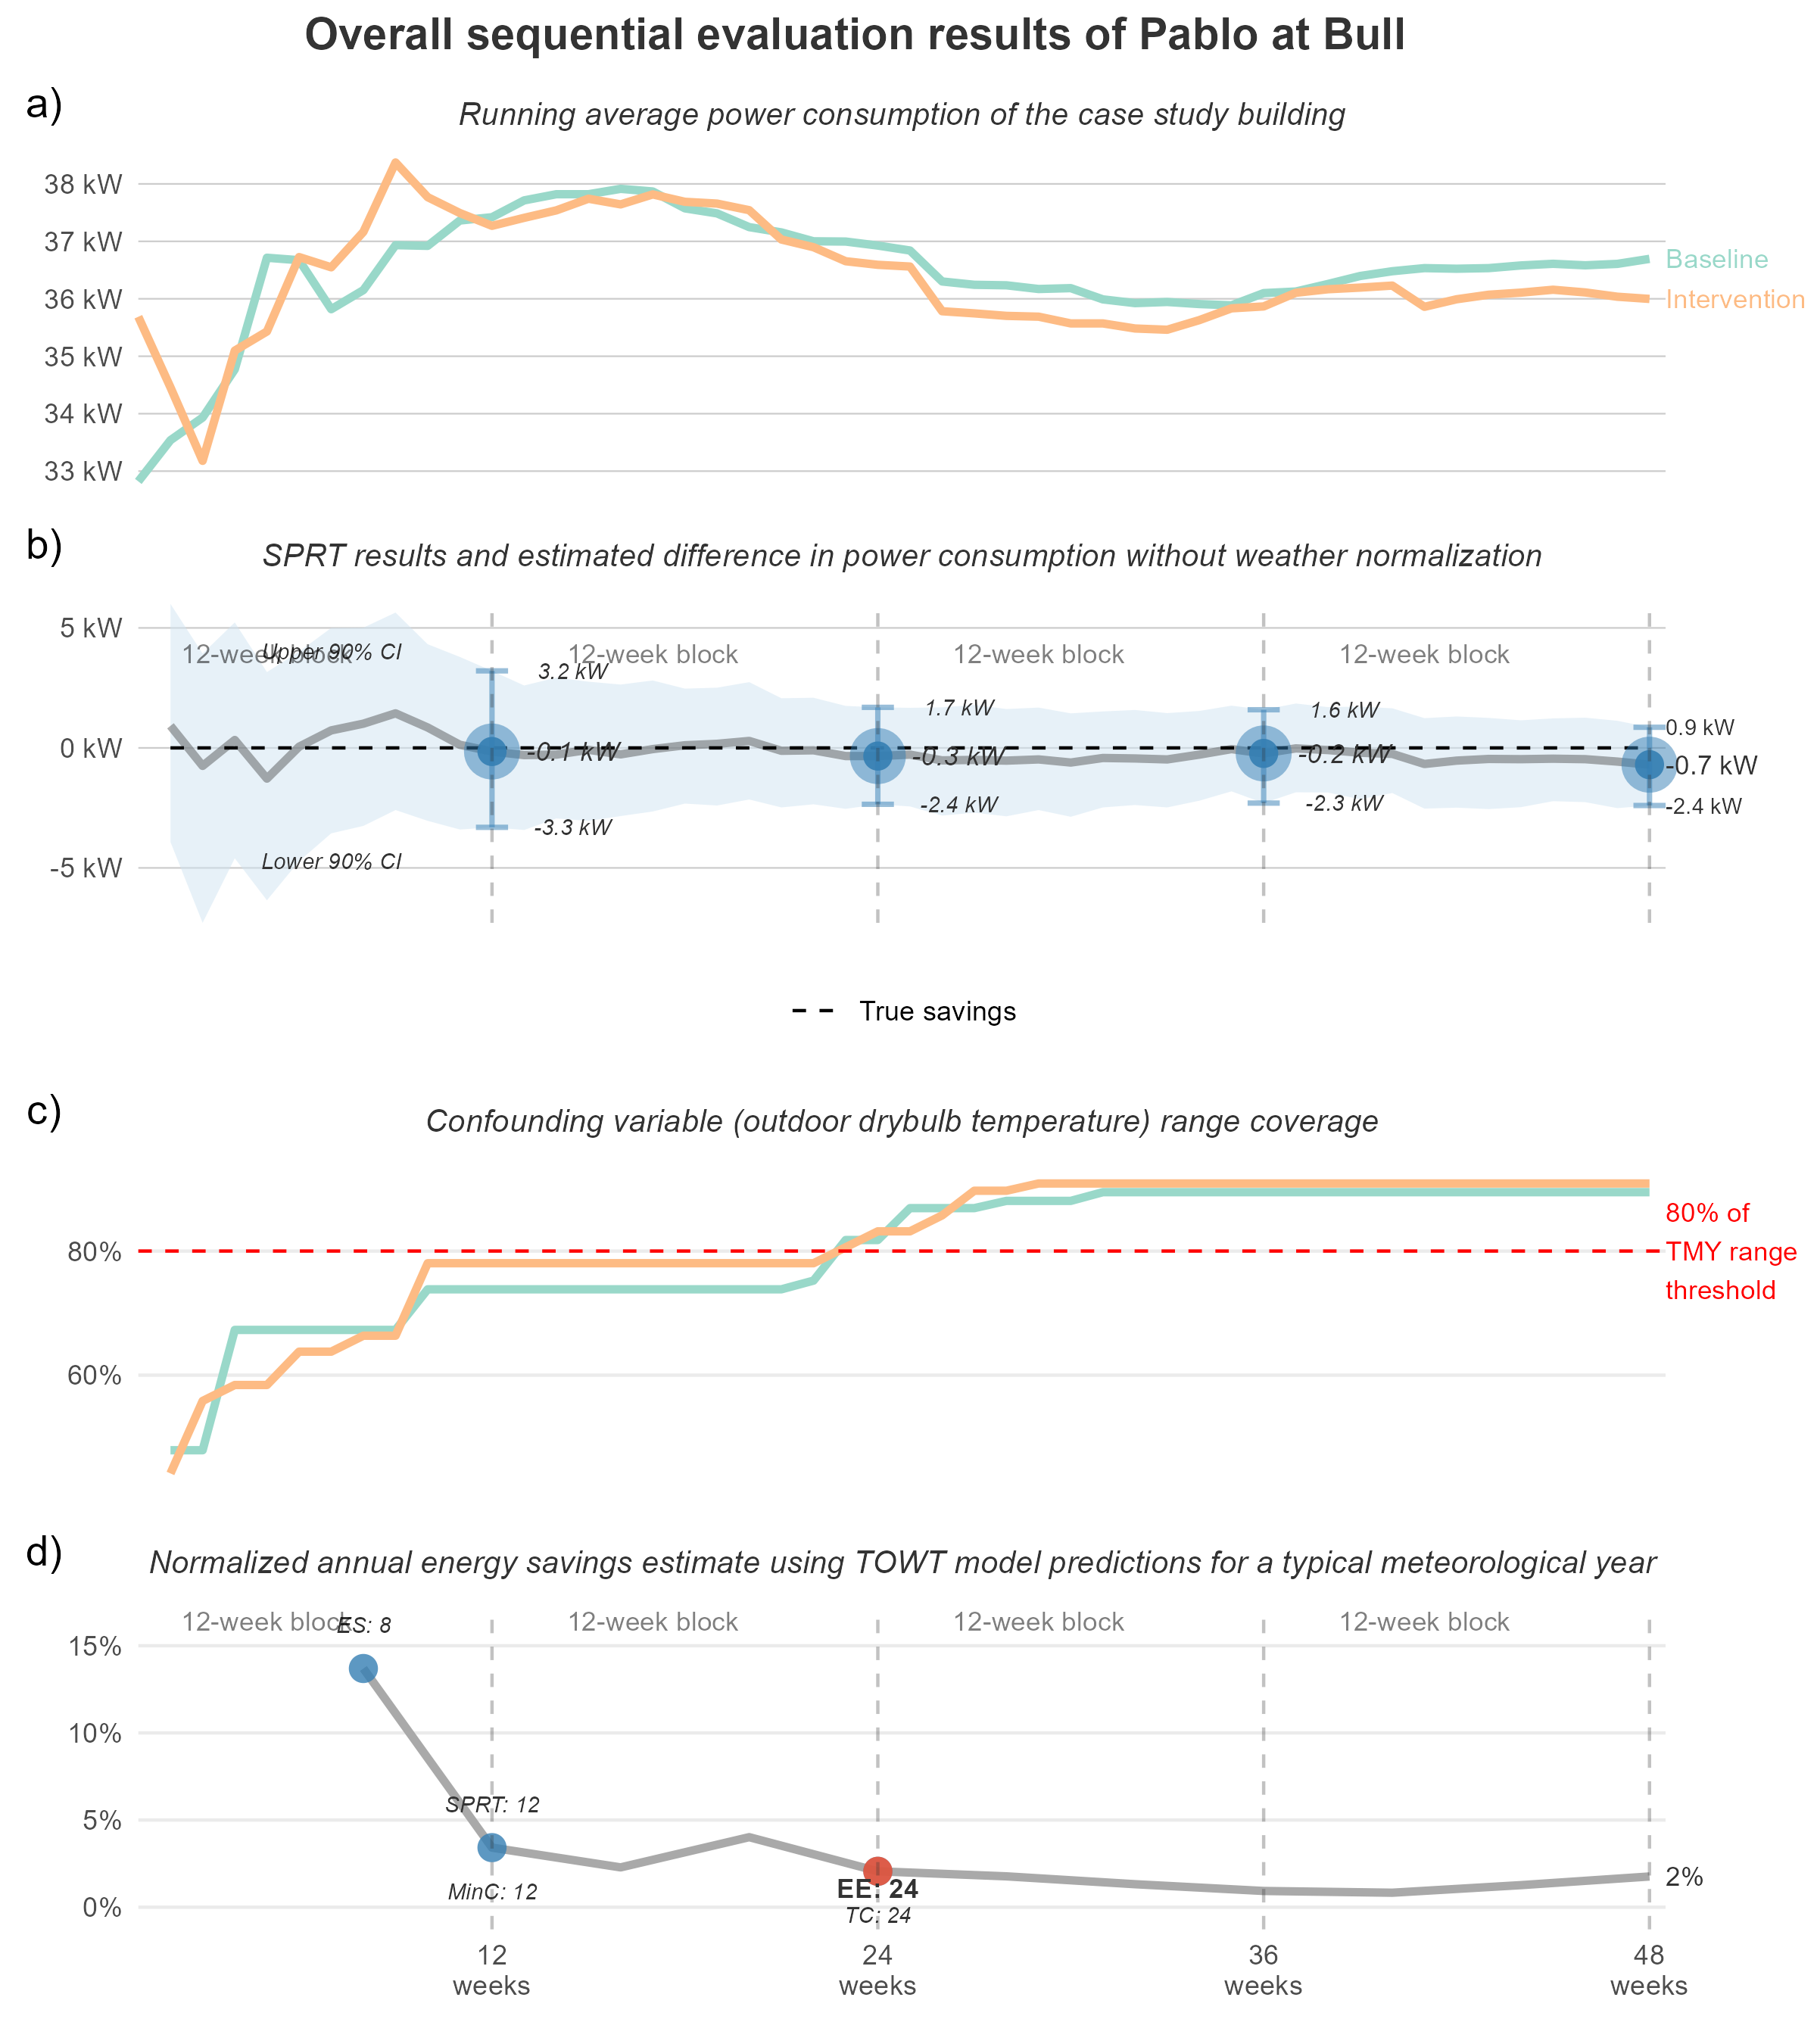 Overall sequential evaluation results of Pablo at Bull
a)
Running average power consumption of the case study building
38 kW
37 kW
36 kW
35 kW
34 kW
33 kW
Baseline
Intervention
b)
SPRT results and estimated difference in power consumption without weather normalization
5 kW
0 kW
-5 kW
12-week block
12-week block
12-week block
12-week block
Upper 90% CI
Lower 90% CI
3.2 kW
-0.1 kW
-3.3 kW
1.7 kW
-0.3 kW
-2.4 kW
1.6 kW
-0.2 kW
-2.3 kW
0.9 kW
-0.7 kW
-2.4 kW
True savings
c)
Confounding variable (outdoor drybulb temperature) range coverage
80%
60%
80% of
TMY range
threshold
d)
Normalized annual energy savings estimate using TOWT model predictions for a typical meteorological year
12-week block
12-week block
12-week block
12-week block
ES: 8
15%
10%
5%
0%
SPRT: 12
MinC: 12
EE: 24
TC: 24
2%
12
weeks
24
weeks
36
weeks
48
weeks